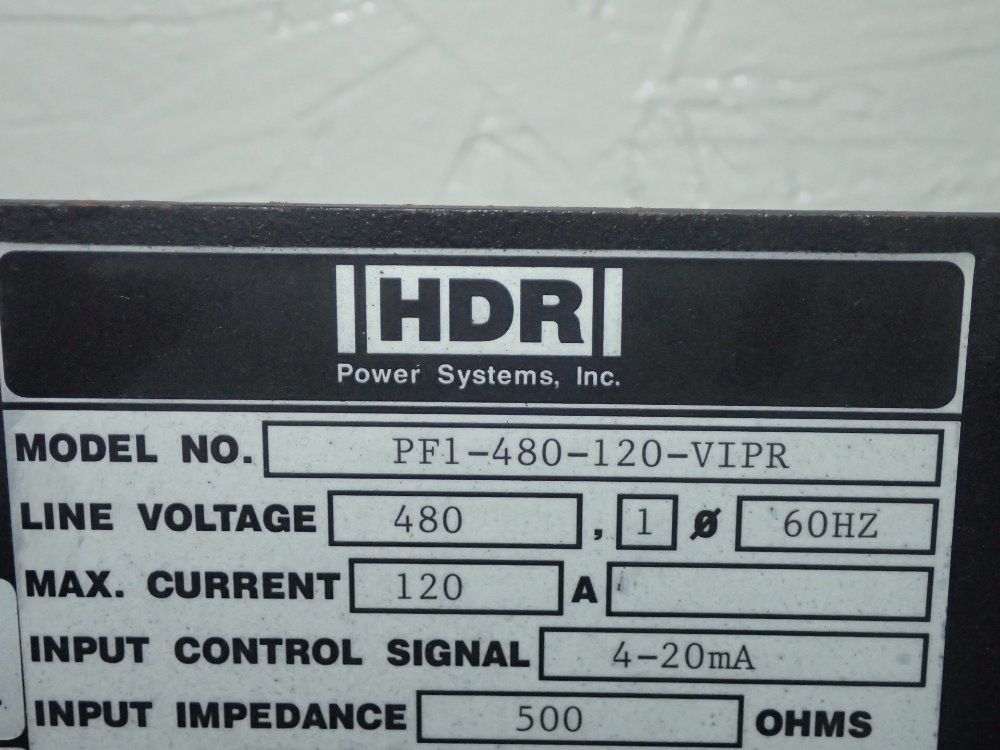 HDR
Power Systems, Inc.
MODEL NO. PF1-480-120-VIPR
LINE VOLTAGE 480 , 1 Ø 60HZ
MAX. CURRENT 120 A
INPUT CONTROL SIGNAL 4-20mA
INPUT IMPEDANCE 500 OHMS